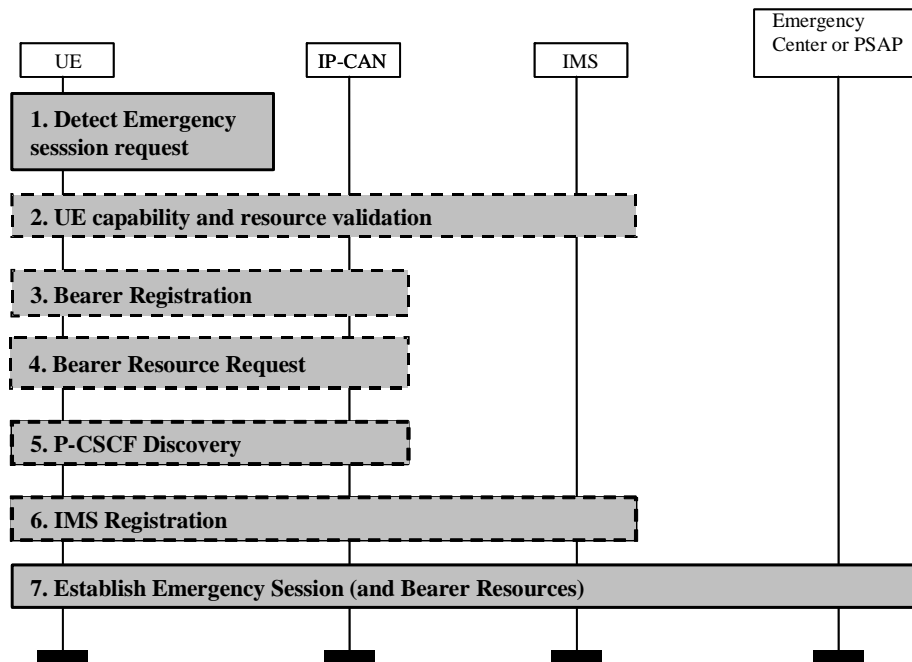 Emergency
Center or PSAP
UE
IP-CAN
IMS
1. Detect Emergency
sesssion request
2. UE capability and resource validation
3. Bearer Registration
4. Bearer Resource Request
5. P-CSCF Discovery
6. IMS Registration
7. Establish Emergency Session (and Bearer Resources)